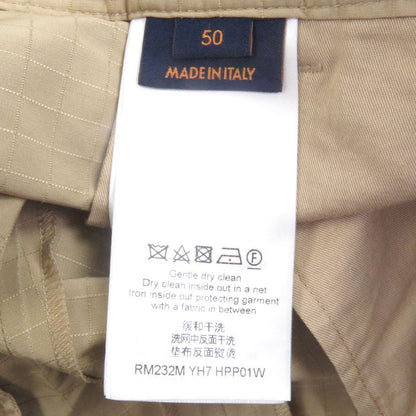 50
MADE IN ITALY
Gentle dry clean
Dry clean inside out in a net
Iron inside out protecting garment
with a fabric in between
缓和干洗
洗网中反面干洗
垫布反面熨烫
RM232M YH7 HPP01W